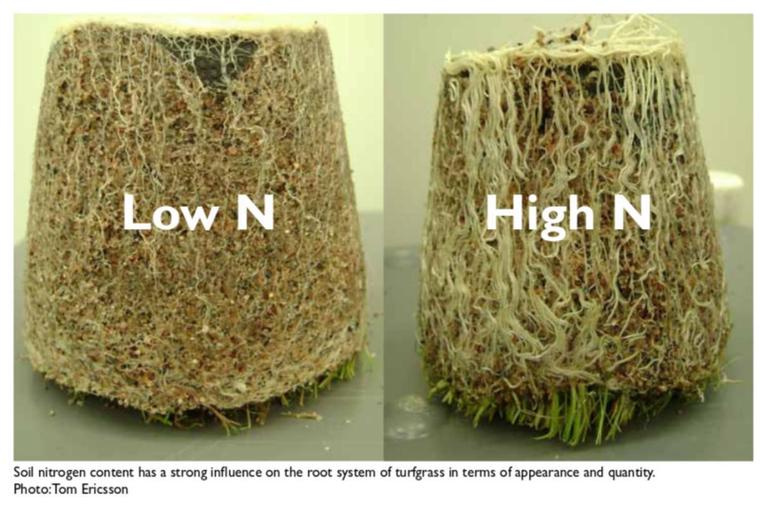 Low N
High N
Soil nitrogen content has a strong influence on the root system of turfgrass in terms of appearance and quantity.
Photo:Tom Ericsson